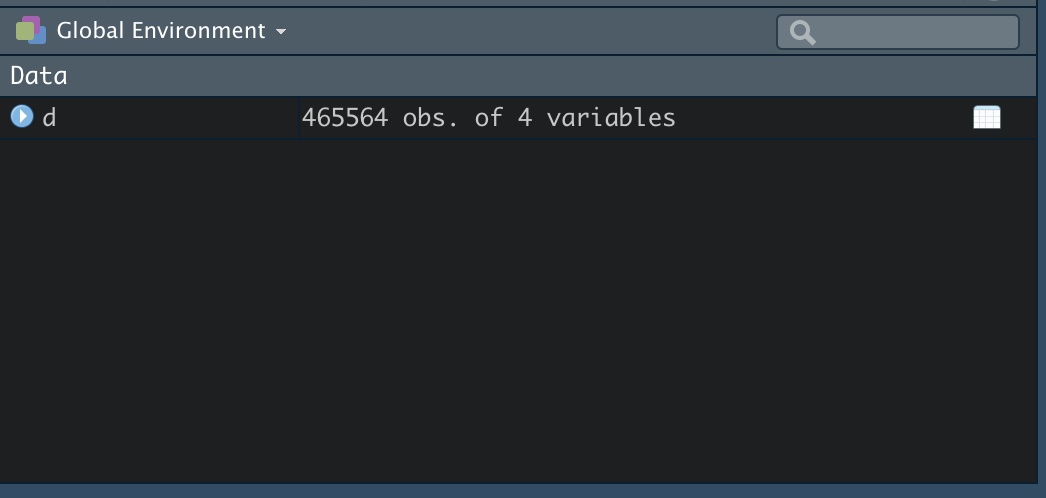 Global Environment
Data
d 465564 obs. of 4 variables